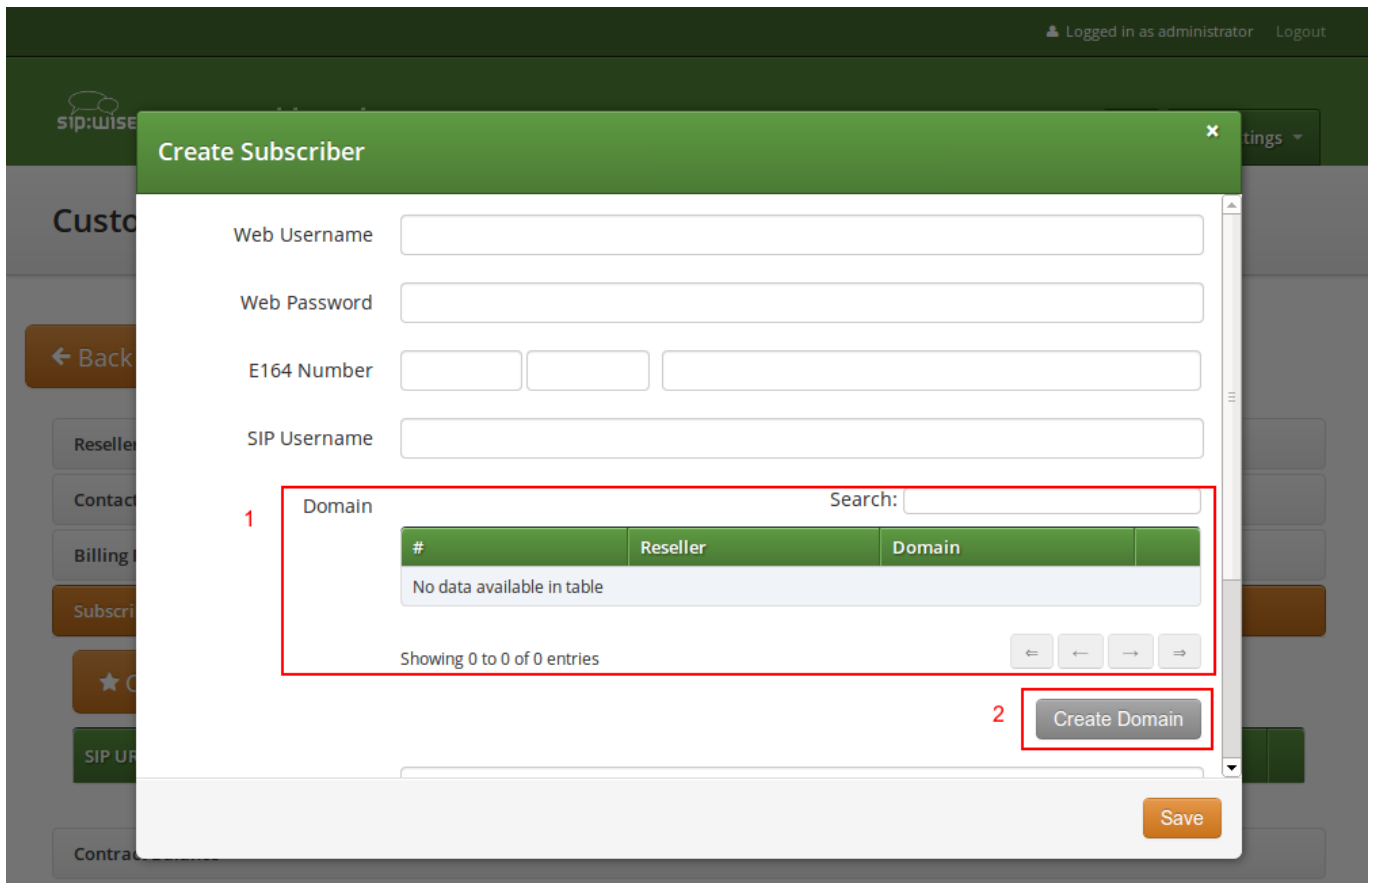 Logged in as administrator Logout
sip:wise
tings
Create Subscriber
×
Custo
Web Username
Web Password
Back
E164 Number
Reseller
SIP Username
Contact
1
Domain
Search:
# Reseller Domain
Billing
No data available in table
Subscri
Showing 0 to 0 of 0 entries
⇐ ← → ⇒
2
Create Domain
SIP UR
Save
Contrac